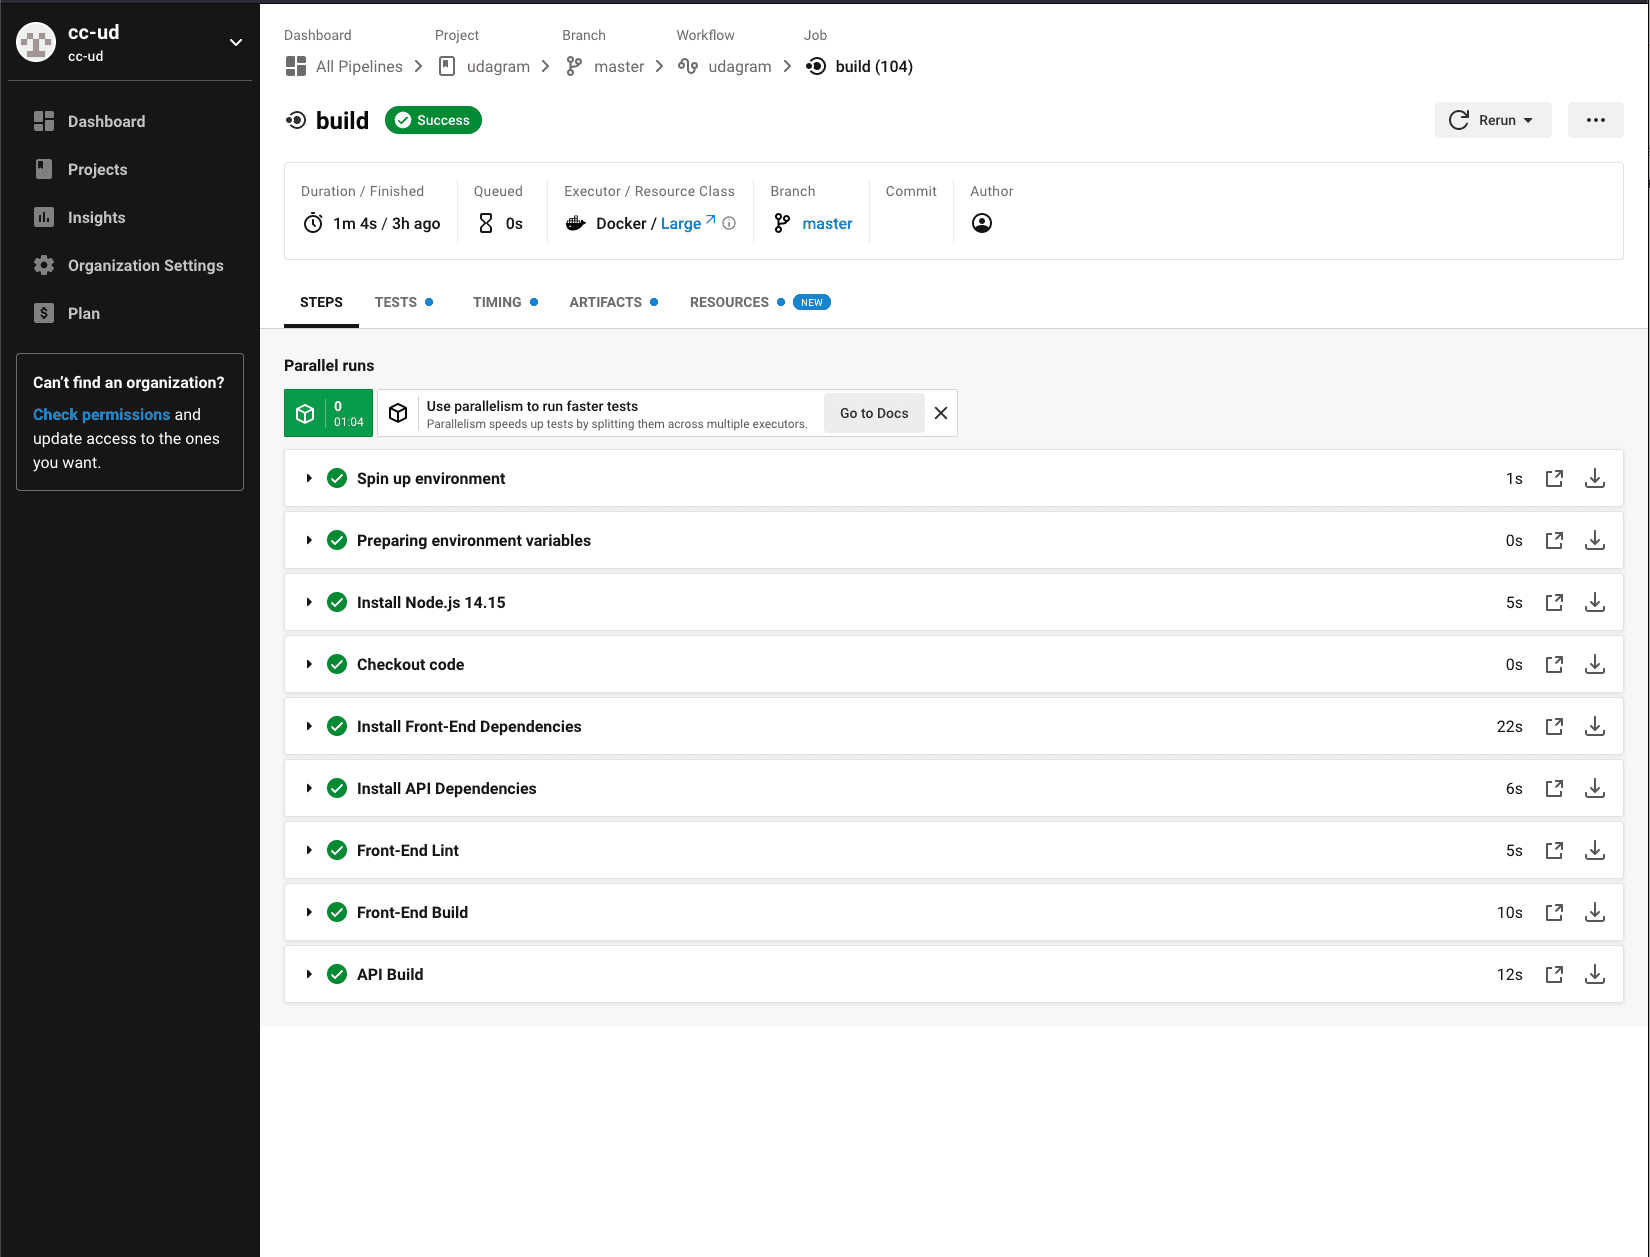 cc-ud
cc-ud
Dashboard
Projects
Insights
Organization Settings
Plan
Can't find an organization?
Check permissions and
update access to the ones
you want.
Dashboard Project Branch Workflow Job
All Pipelines udagram master udagram build (104)
build Success Rerun
Duration / Finished Queued Executor / Resource Class Branch Commit Author
1m 4s / 3h ago 0s Docker / Large master
STEPS TESTS TIMING ARTIFACTS RESOURCES NEW
Parallel runs
0
01:04
Use parallelism to run faster tests
Parallelism speeds up tests by splitting them across multiple executors.
Go to Docs
Spin up environment 1s
Preparing environment variables 0s
Install Node.js 14.15 5s
Checkout code 0s
Install Front-End Dependencies 22s
Install API Dependencies 6s
Front-End Lint 5s
Front-End Build 10s
API Build 12s